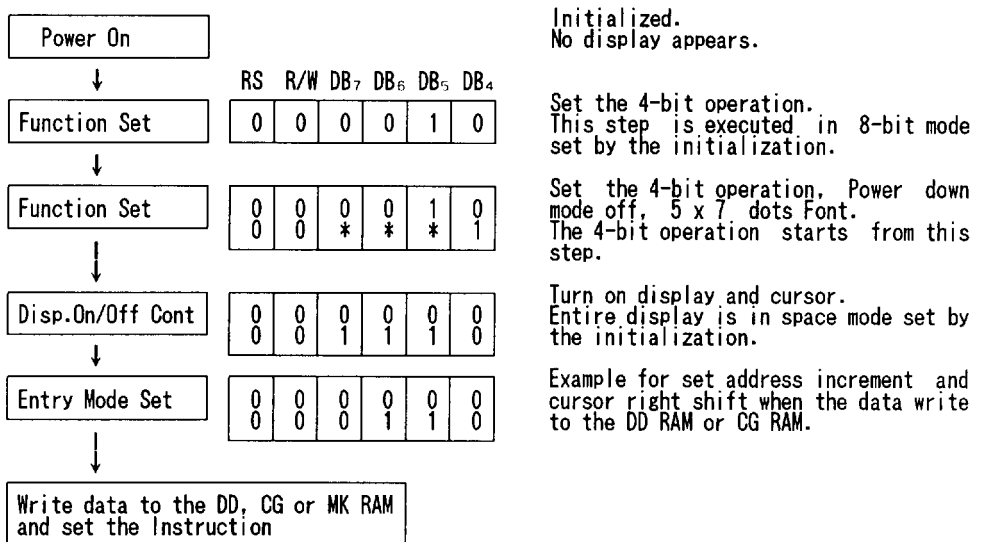 Power On
Initialized.
No display appears.
RS R/W DB₇ DB₆ DB₅ DB₄
Function Set
0 0 0 0 1 0
Set the 4-bit operation.
This step is executed in 8-bit mode
set by the initialization.
Function Set
0 0 0 0 1 0
0 0 * * * 1
Set the 4-bit operation, Power down
mode off, 5 x 7 dots Font.
The 4-bit operation starts from this
step.
Disp.On/Off Cont
0 0 0 0 0 0
0 0 1 1 1 0
Turn on display and cursor.
Entire display is in space mode set by
the initialization.
Entry Mode Set
0 0 0 0 0 0
0 0 0 1 1 0
Example for set address increment and
cursor right shift when the data write
to the DD RAM or CG RAM.
Write data to the DD, CG or MK RAM
and set the Instruction